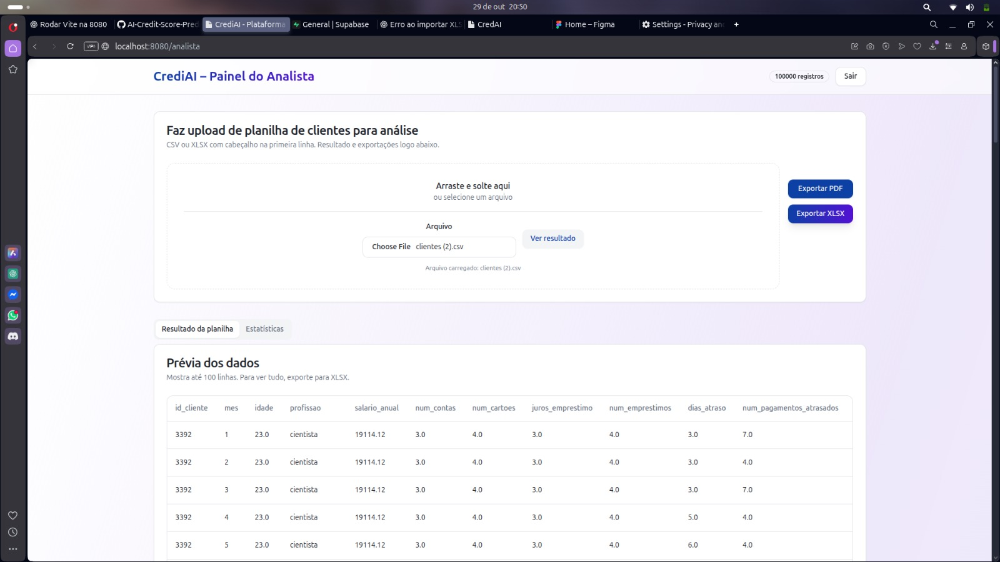 29 de out 20:50
Rodar Vite na 8080
AI-Credit-Score-Pred
CrediAI - Plataforma
General | Supabase
Erro ao importar XLS
CredAI
Home – Figma
Settings - Privacy and
VPN
localhost:8080/analista
CrediAI – Painel do Analista
100000 registros
Sair
Faz upload de planilha de clientes para análise
CSV ou XLSX com cabeçalho na primeira linha. Resultado e exportações logo abaixo.
Arraste e solte aqui
ou selecione um arquivo
Exportar PDF
Exportar XLSX
Arquivo
Choose File clientes (2).csv
Ver resultado
Arquivo carregado: clientes (2).csv
Resultado da planilha
Estatísticas
Prévia dos dados
Mostra até 100 linhas. Para ver tudo, exporte para XLSX.
id_cliente mes idade profissao salario_anual num_contas num_cartoes juros_emprestimo num_emprestimos dias_atraso num_pagamentos_atrasados
3392 1 23.0 cientista 19114.12 3.0 4.0 3.0 4.0 3.0 7.0
3392 2 23.0 cientista 19114.12 3.0 4.0 3.0 4.0 3.0 4.0
3392 3 23.0 cientista 19114.12 3.0 4.0 3.0 4.0 3.0 7.0
3392 4 23.0 cientista 19114.12 3.0 4.0 3.0 4.0 5.0 4.0
3392 5 23.0 cientista 19114.12 3.0 4.0 3.0 4.0 6.0 4.0